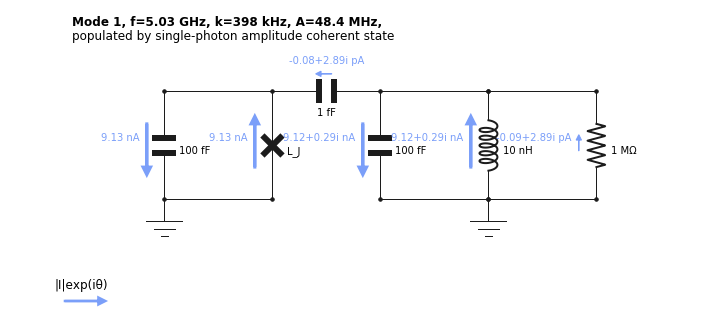 Mode 1, f=5.03 GHz, k=398 kHz, A=48.4 MHz,
populated by single-photon amplitude coherent state
-0.08+2.89i pA
1 fF
9.13 nA
100 fF
9.13 nA
L_J
9.12+0.29i nA
100 fF
9.12+0.29i nA
10 nH
0.09+2.89i pA
1 MΩ
|I|exp(iθ)